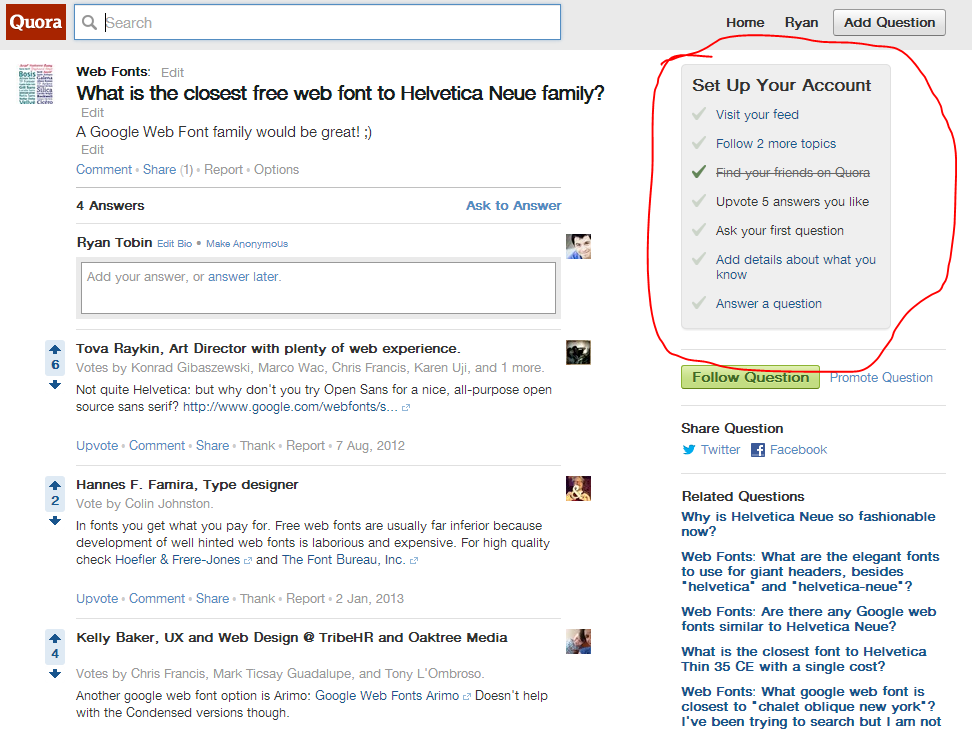 Quora
Search
Home Ryan Add Question
Web Fonts: Edit
What is the closest free web font to Helvetica Neue family?
Edit
A Google Web Font family would be great! ;)
Edit
Comment • Share (1) • Report • Options
4 Answers Ask to Answer
Ryan Tobin Edit Bio • Make Anonymous
Add your answer, or answer later.
6
Tova Raykin, Art Director with plenty of web experience.
Votes by Konrad Gibaszewski, Marco Wac, Chris Francis, Karen Uji, and 1 more.
Not quite Helvetica: but why don't you try Open Sans for a nice, all-purpose open
source sans serif? http://www.google.com/webfonts/s...
Upvote • Comment • Share • Thank • Report • 7 Aug, 2012
2
Hannes F. Famira, Type designer
Vote by Colin Johnston.
In fonts you get what you pay for. Free web fonts are usually far inferior because
development of well hinted web fonts is laborious and expensive. For high quality
check Hoefler & Frere-Jones and The Font Bureau, Inc.
Upvote • Comment • Share • Thank • Report • 2 Jan, 2013
4
Kelly Baker, UX and Web Design @ TribeHR and Oaktree Media
Votes by Chris Francis, Mark Ticsay Guadalupe, and Tony L'Ombroso.
Another google web font option is Arimo: Google Web Fonts Arimo Doesn't help
with the Condensed versions though.
Set Up Your Account
Visit your feed
Follow 2 more topics
Find your friends on Quora
Upvote 5 answers you like
Ask your first question
Add details about what you
know
Answer a question
Follow Question Promote Question
Share Question
Twitter Facebook
Related Questions
Why is Helvetica Neue so fashionable
now?
Web Fonts: What are the elegant fonts
to use for giant headers, besides
"helvetica" and "helvetica-neue"?
Web Fonts: Are there any Google web
fonts similar to Helvetica Neue?
What is the closest font to Helvetica
Thin 35 CE with a single cost?
Web Fonts: What google web font is
closest to "chalet oblique new york"?
I've been trying to search but I am not